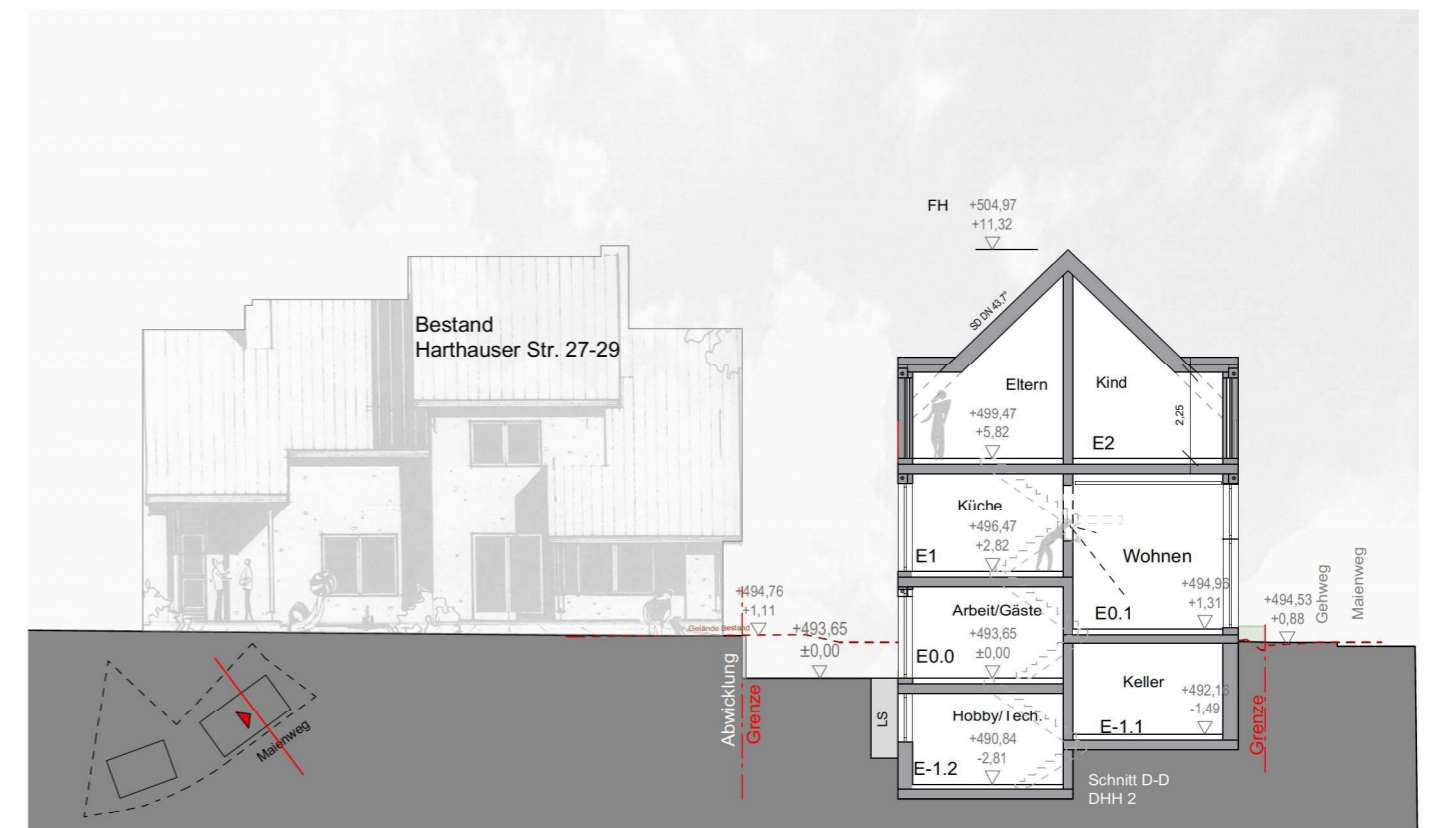 FH
+504,97
+11,32
SD DN 43,7°
Bestand
Harthauser Str. 27-29
Eltern
Kind
+499,47
+5,82
2,25
E2
Küche
+496,47
+2,82
E1
Wohnen
+494,96
+1,31
E0.1
Arbeit/Gäste
+493,65
±0,00
E0.0
+494,76
+1,11
Gelände Bestand
+493,65
±0,00
+494,53
+0,88
Gehweg
Maienweg
Abwicklung
Grenze
LS
Keller
+492,16
-1,49
E-1.1
Hobby/Tech.
+490,84
-2,81
E-1.2
Grenze
Maienweg
Schnitt D-D
DHH 2